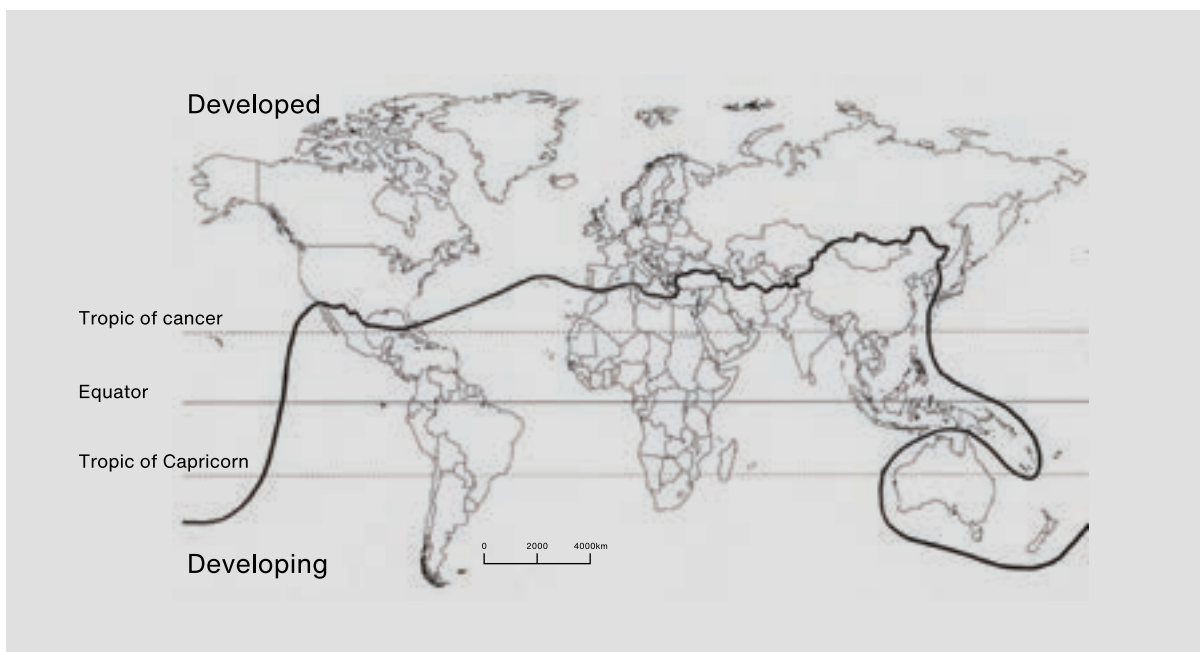 Developed
Tropic of cancer
Equator
Tropic of Capricorn
Developing
0 2000 4000km